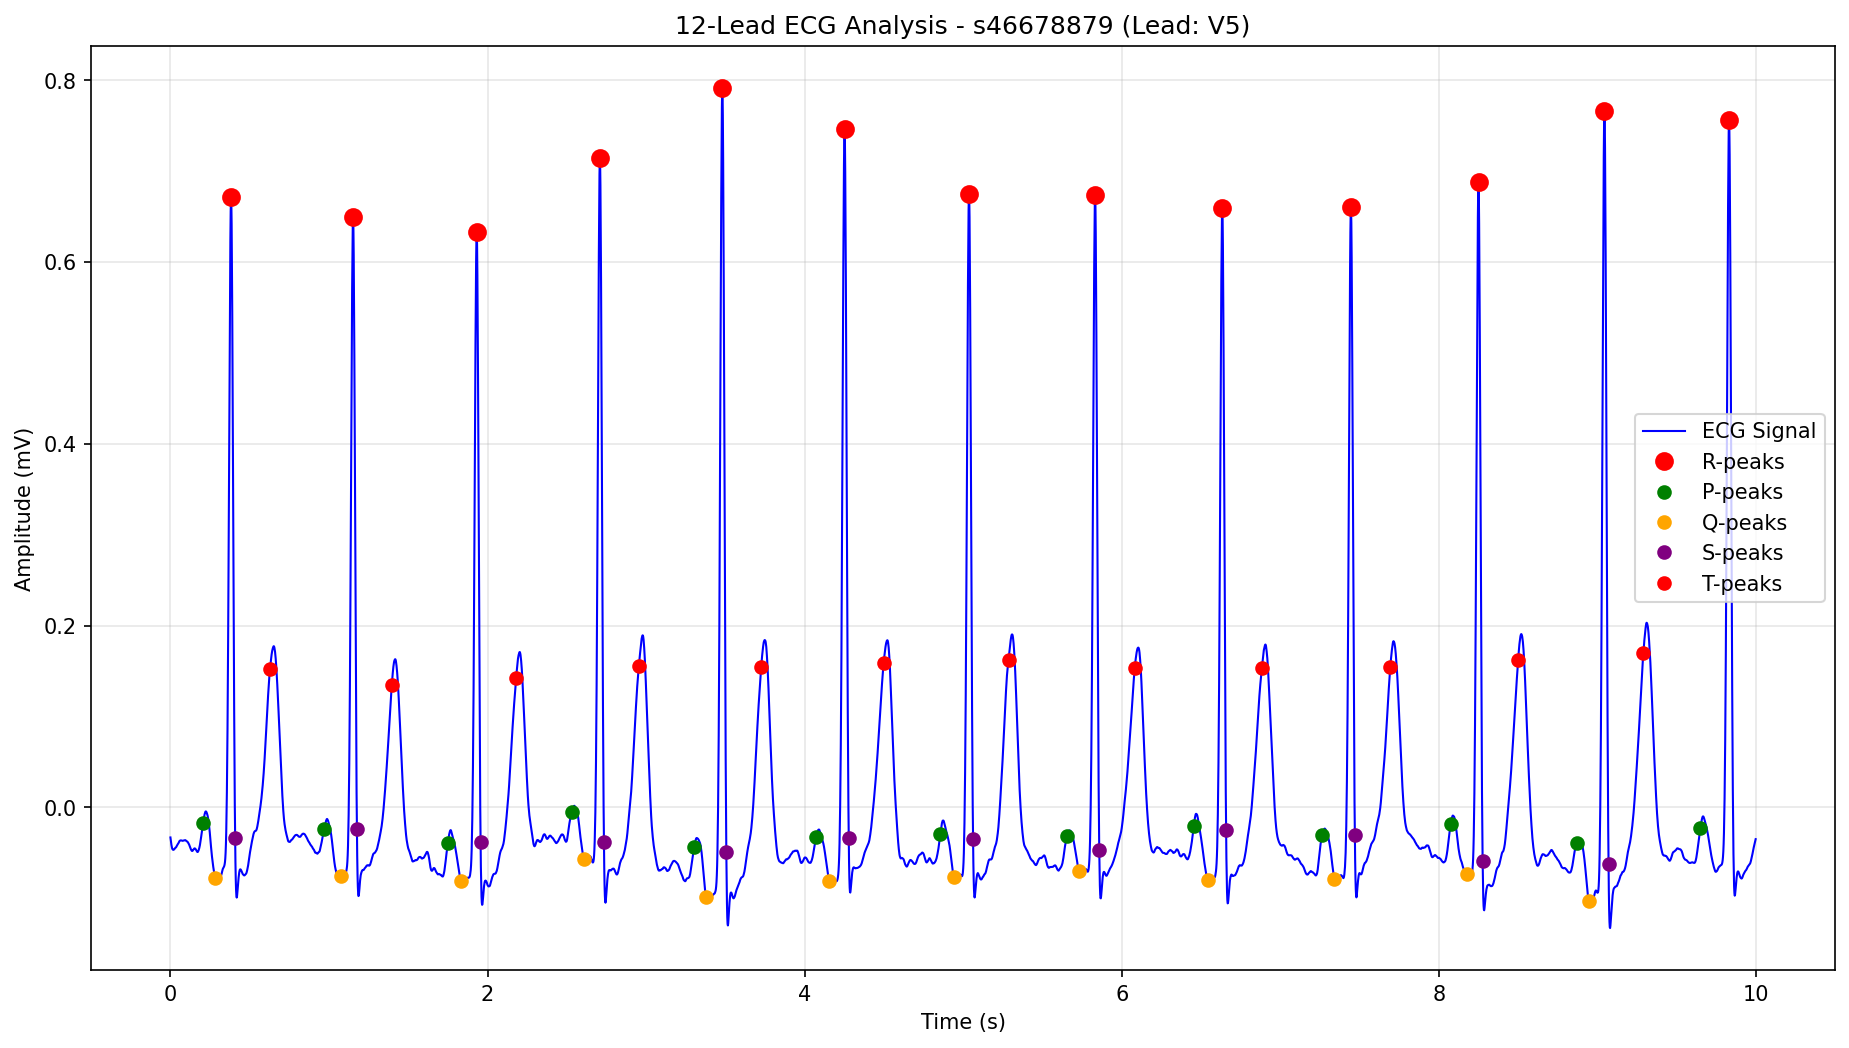 12-Lead ECG Analysis - s46678879 (Lead: V5)
0.8
0.6
0.4
0.2
0.0
Amplitude (mV)
ECG Signal
R-peaks
P-peaks
Q-peaks
S-peaks
T-peaks
0 2 4 6 8 10
Time (s)